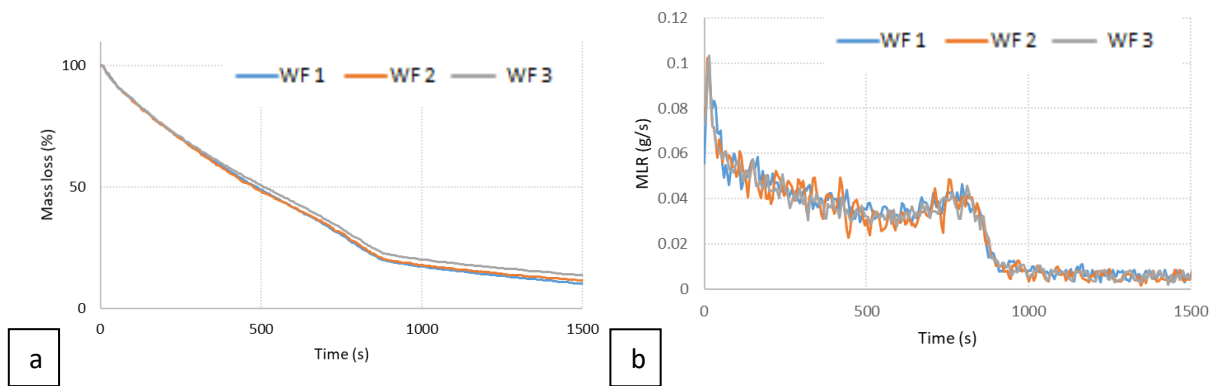 Mass loss (%)
100
50
0
WF 1 WF 2 WF 3
0 500 1000 1500
Time (s)
a
MLR (g/s)
0.12
0.1
0.08
0.06
0.04
0.02
0
WF 1 WF 2 WF 3
0 500 1000 1500
Time (s)
b